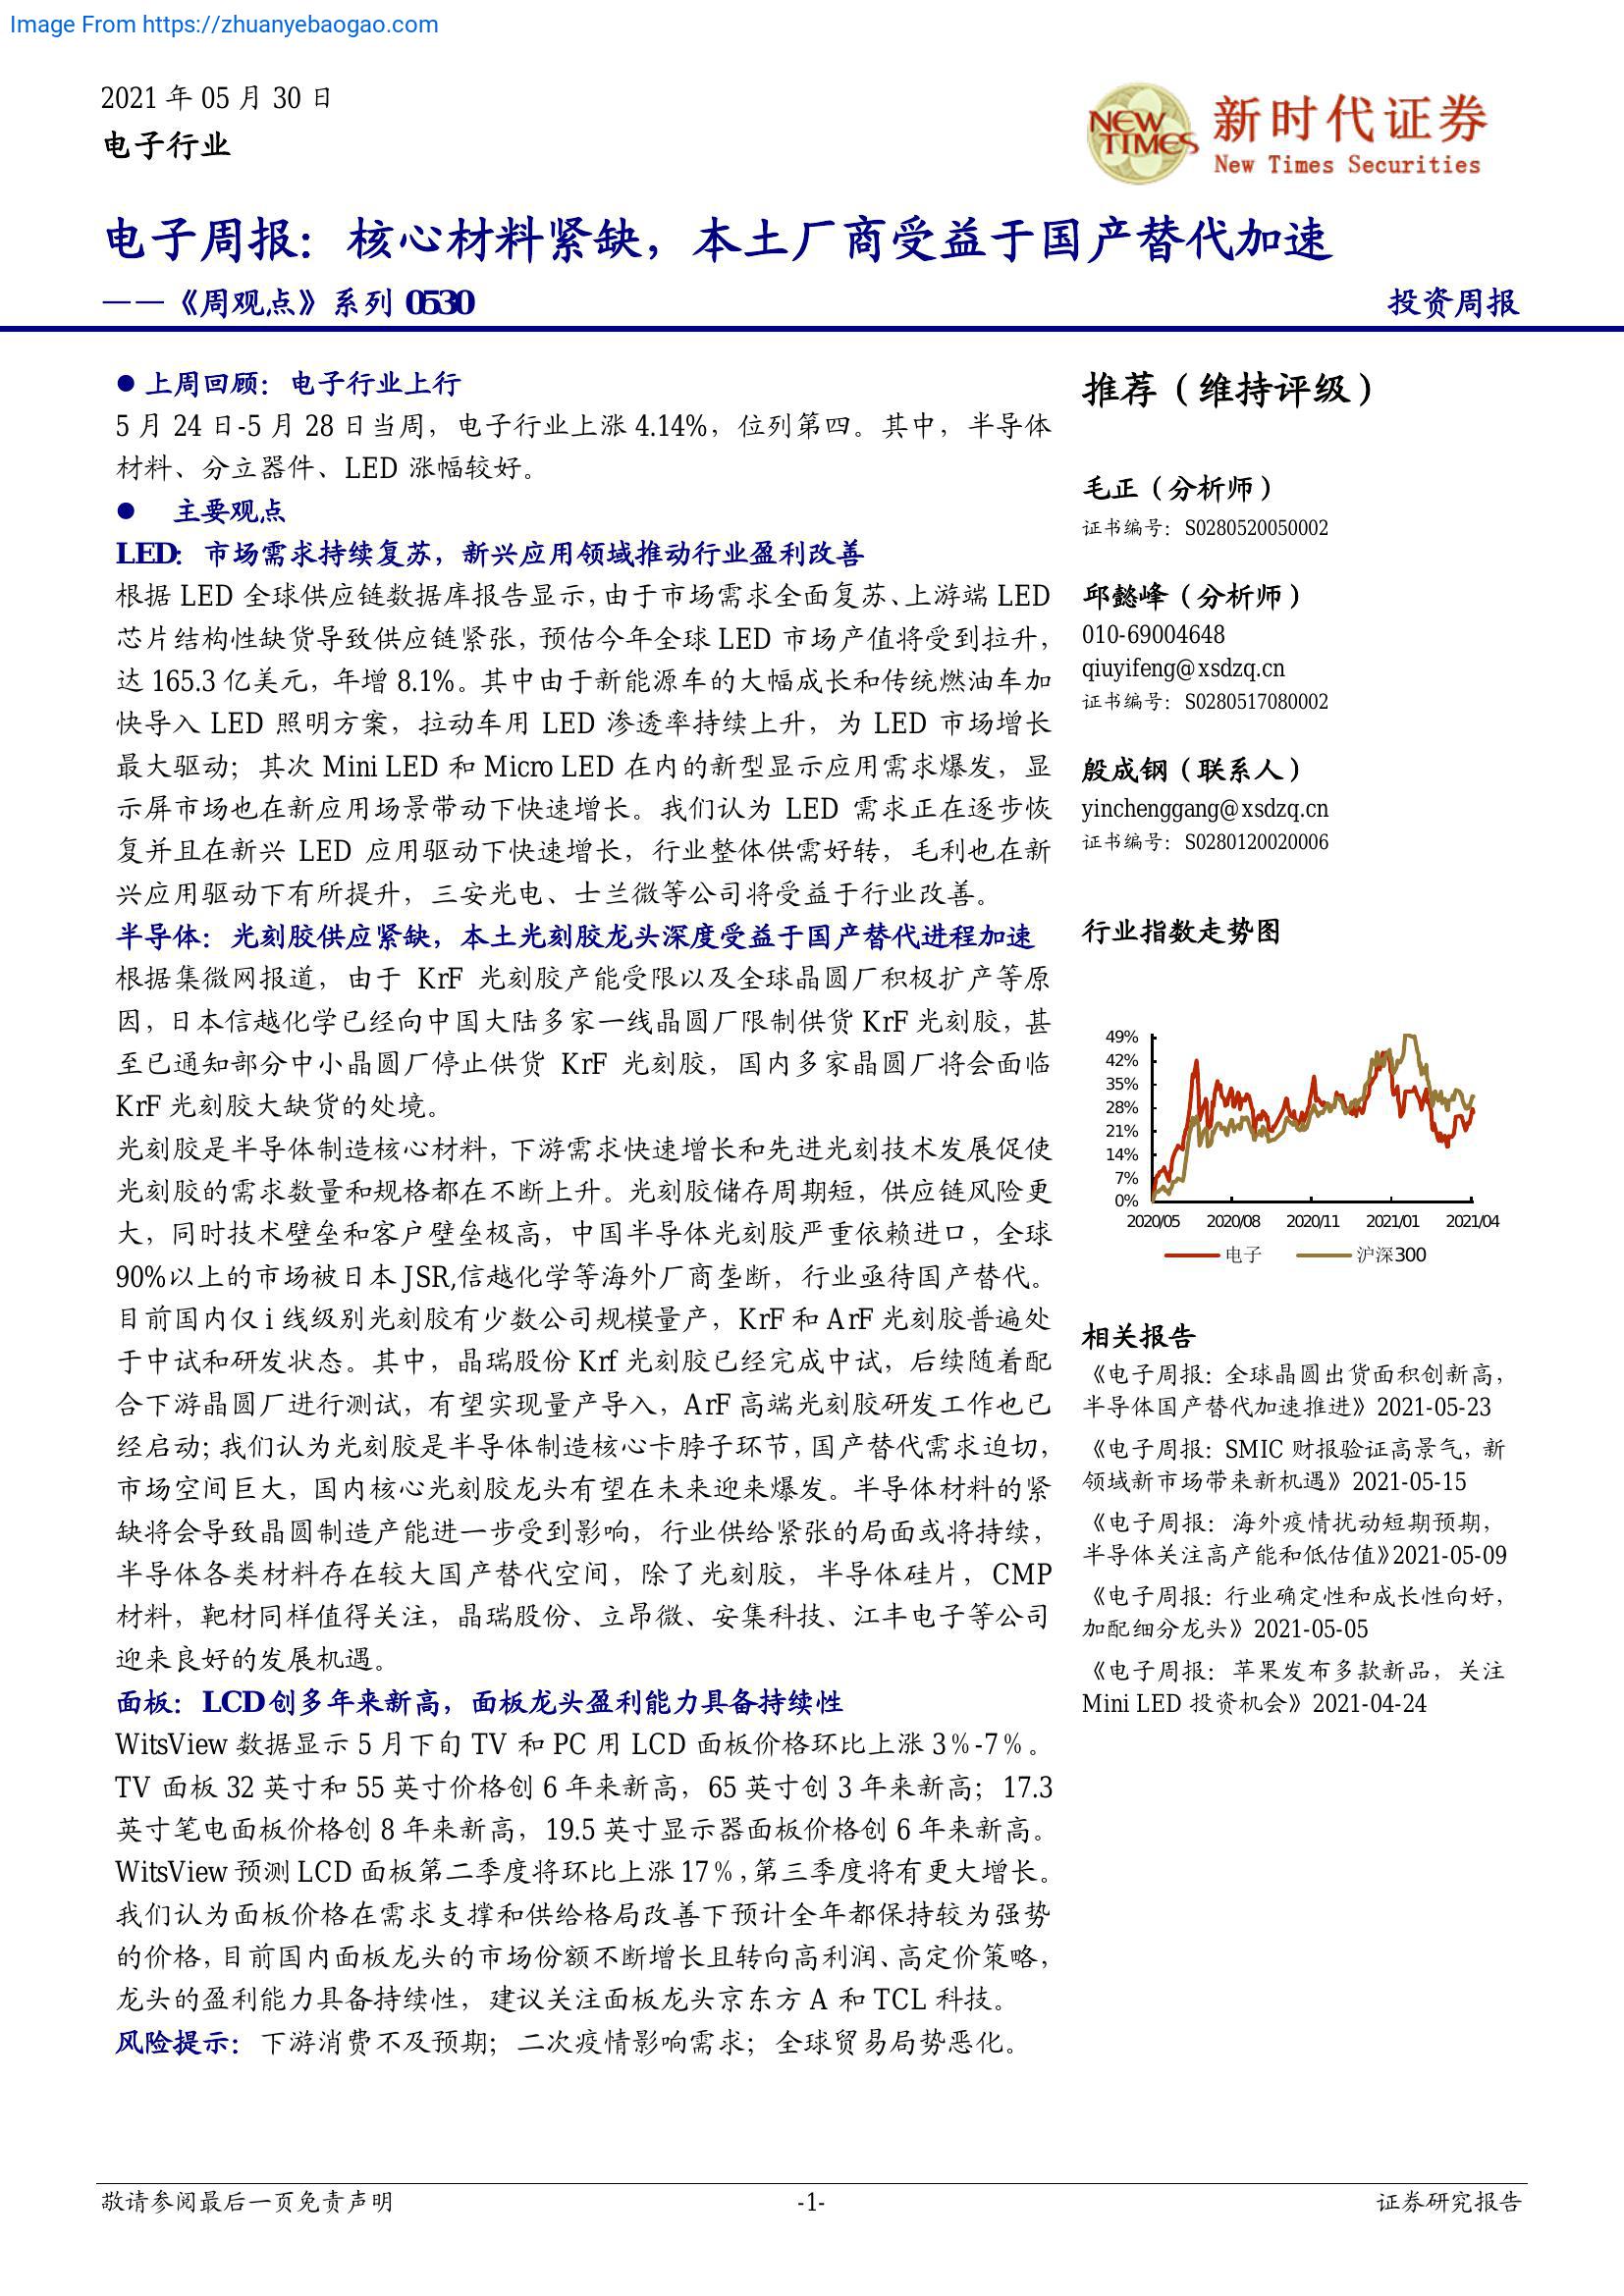 Image From https://zhuanyebaogao.com
2021 年 05 月 30 日
电子行业
NEW TIMES
新时代证券
New Times Securities
电子周报：核心材料紧缺，本土厂商受益于国产替代加速
——《周观点》系列 0530
投资周报
● 上周回顾：电子行业上行
5 月 24 日-5 月 28 日当周，电子行业上涨 4.14%，位列第四。其中，半导体
材料、分立器件、LED 涨幅较好。
● 主要观点
LED：市场需求持续复苏，新兴应用领域推动行业盈利改善
根据 LED 全球供应链数据库报告显示，由于市场需求全面复苏、上游端 LED
芯片结构性缺货导致供应链紧张，预估今年全球 LED 市场产值将受到拉升，
达 165.3 亿美元，年增 8.1%。其中由于新能源车的大幅成长和传统燃油车加
快导入 LED 照明方案，拉动车用 LED 渗透率持续上升，为 LED 市场增长
最大驱动；其次 Mini LED 和 Micro LED 在内的新型显示应用需求爆发，显
示屏市场也在新应用场景带动下快速增长。我们认为 LED 需求正在逐步恢
复并且在新兴 LED 应用驱动下快速增长，行业整体供需好转，毛利也在新
兴应用驱动下有所提升，三安光电、士兰微等公司将受益于行业改善。
半导体：光刻胶供应紧缺，本土光刻胶龙头深度受益于国产替代进程加速
根据集微网报道，由于 KrF 光刻胶产能受限以及全球晶圆厂积极扩产等原
因，日本信越化学已经向中国大陆多家一线晶圆厂限制供货 KrF 光刻胶，甚
至已通知部分中小晶圆厂停止供货 KrF 光刻胶，国内多家晶圆厂将会面临
KrF 光刻胶大缺货的处境。
光刻胶是半导体制造核心材料，下游需求快速增长和先进光刻技术发展促使
光刻胶的需求数量和规格都在不断上升。光刻胶储存周期短，供应链风险更
大，同时技术壁垒和客户壁垒极高，中国半导体光刻胶严重依赖进口，全球
90%以上的市场被日本 JSR,信越化学等海外厂商垄断，行业亟待国产替代。
目前国内仅 i 线级别光刻胶有少数公司规模量产，KrF 和 ArF 光刻胶普遍处
于中试和研发状态。其中，晶瑞股份 Krf 光刻胶已经完成中试，后续随着配
合下游晶圆厂进行测试，有望实现量产导入，ArF 高端光刻胶研发工作也已
经启动；我们认为光刻胶是半导体制造核心卡脖子环节，国产替代需求迫切，
市场空间巨大，国内核心光刻胶龙头有望在未来迎来爆发。半导体材料的紧
缺将会导致晶圆制造产能进一步受到影响，行业供给紧张的局面或将持续，
半导体各类材料存在较大国产替代空间，除了光刻胶，半导体硅片，CMP
材料，靶材同样值得关注，晶瑞股份、立昂微、安集科技、江丰电子等公司
迎来良好的发展机遇。
面板：LCD 创多年来新高，面板龙头盈利能力具备持续性
WitsView 数据显示 5 月下旬 TV 和 PC 用 LCD 面板价格环比上涨 3%-7%。
TV 面板 32 英寸和 55 英寸价格创 6 年来新高，65 英寸创 3 年来新高；17.3
英寸笔电面板价格创 8 年来新高，19.5 英寸显示器面板价格创 6 年来新高。
WitsView 预测 LCD 面板第二季度将环比上涨 17%，第三季度将有更大增长。
我们认为面板价格在需求支撑和供给格局改善下预计全年都保持较为强势
的价格，目前国内面板龙头的市场份额不断增长且转向高利润、高定价策略，
龙头的盈利能力具备持续性，建议关注面板龙头京东方 A 和 TCL 科技。
风险提示：下游消费不及预期；二次疫情影响需求；全球贸易局势恶化。
推荐（维持评级）
毛正（分析师）
证书编号：S0280520050002
邱懿峰（分析师）
010-69004648
qiuyifeng@xsdzq.cn
证书编号：S0280517080002
殷成钢（联系人）
yinchenggang@xsdzq.cn
证书编号：S0280120020006
行业指数走势图
49%
42%
35%
28%
21%
14%
7%
0%
2020/05 2020/08 2020/11 2021/01 2021/04
电子 沪深300
相关报告
《电子周报：全球晶圆出货面积创新高，
半导体国产替代加速推进》2021-05-23
《电子周报：SMIC 财报验证高景气，新
领域新市场带来新机遇》2021-05-15
《电子周报：海外疫情扰动短期预期，
半导体关注高产能和低估值》2021-05-09
《电子周报：行业确定性和成长性向好，
加配细分龙头》2021-05-05
《电子周报：苹果发布多款新品，关注
Mini LED 投资机会》2021-04-24
敬请参阅最后一页免责声明
-1-
证券研究报告